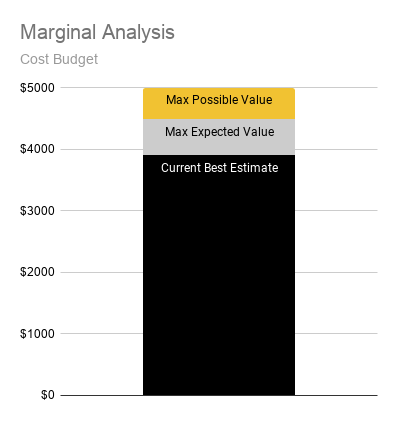 Marginal Analysis
Cost Budget
$5000
Max Possible Value
Max Expected Value
$4000
Current Best Estimate
$3000
$2000
$1000
$0